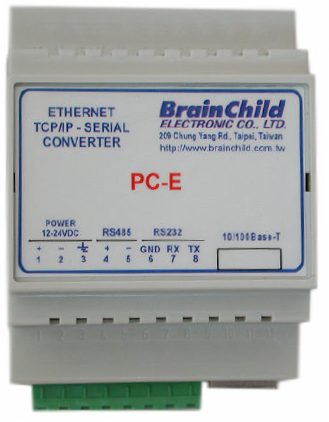 ETHERNET
TCP/IP - SERIAL
CONVERTER
BrainChild
ELECTRONIC CO., LTD.
209 Chung Yang Rd., Taipei, Taiwan
http://www.brainchild.com.tw
PC-E
POWER
12-24VDC
RS485
RS232
10/100Base-T
+ - + - GND RX TX
1 2 3 4 5 6 7 8